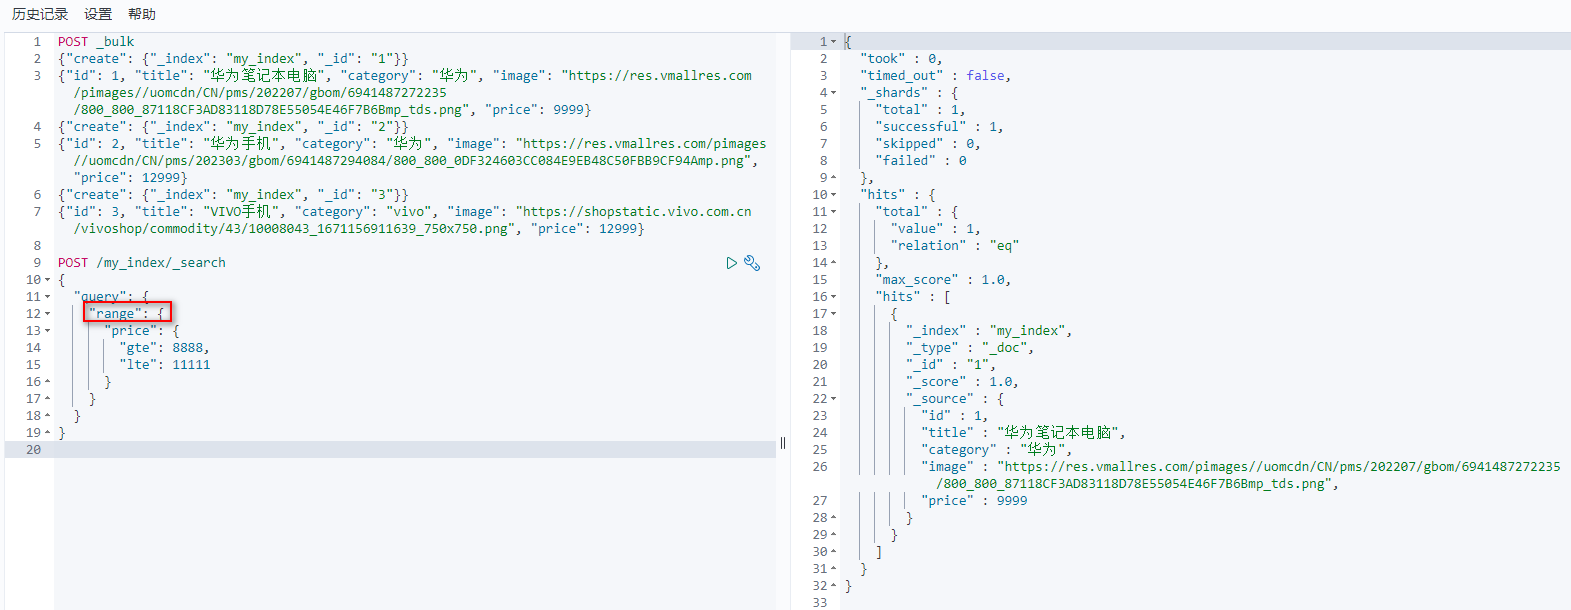 历史记录 设置 帮助
1 POST _bulk
2 {"create": {"_index": "my_index", "_id": "1"}}
3 {"id": 1, "title": "华为笔记本电脑", "category": "华为", "image": "https://res.vmallres.com
/pimages//uomcdn/CN/pms/202207/gbom/6941487272235
/800_800_87118CF3AD83118D78E55054E46F7B6Bmp_tds.png", "price": 9999}
4 {"create": {"_index": "my_index", "_id": "2"}}
5 {"id": 2, "title": "华为手机", "category": "华为", "image": "https://res.vmallres.com/pimages
//uomcdn/CN/pms/202303/gbom/6941487294084/800_800_0DF324603CC084E9EB48C50FBB9CF94Amp.png",
"price": 12999}
6 {"create": {"_index": "my_index", "_id": "3"}}
7 {"id": 3, "title": "VIVO手机", "category": "vivo", "image": "https://shopstatic.vivo.com.cn
/vivoshop/commodity/43/10008043_1671156911639_750x750.png", "price": 12999}
8
9 POST /my_index/_search
10 {
11 "query": {
12 "range": {
13 "price": {
14 "gte": 8888,
15 "lte": 11111
16 }
17 }
18 }
19 }
20
1 {
2 "took" : 0,
3 "timed_out" : false,
4 "_shards" : {
5 "total" : 1,
6 "successful" : 1,
7 "skipped" : 0,
8 "failed" : 0
9 },
10 "hits" : {
11 "total" : {
12 "value" : 1,
13 "relation" : "eq"
14 },
15 "max_score" : 1.0,
16 "hits" : [
17 {
18 "_index" : "my_index",
19 "_type" : "_doc",
20 "_id" : "1",
21 "_score" : 1.0,
22 "_source" : {
23 "id" : 1,
24 "title" : "华为笔记本电脑",
25 "category" : "华为",
26 "image" : "https://res.vmallres.com/pimages//uomcdn/CN/pms/202207/gbom/6941487272235
/800_800_87118CF3AD83118D78E55054E46F7B6Bmp_tds.png",
27 "price" : 9999
28 }
29 }
30 ]
31 }
32 }
33